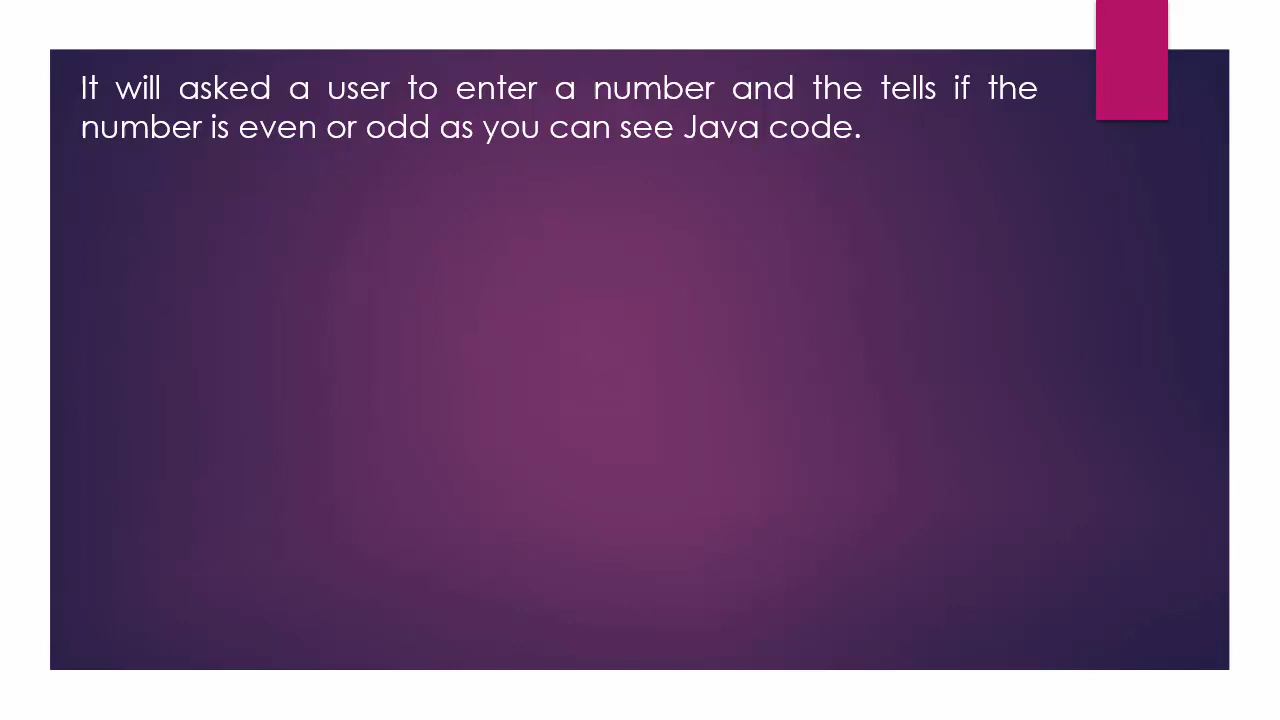 It will asked a user to enter a number and the tells if the
number is even or odd as you can see Java code.